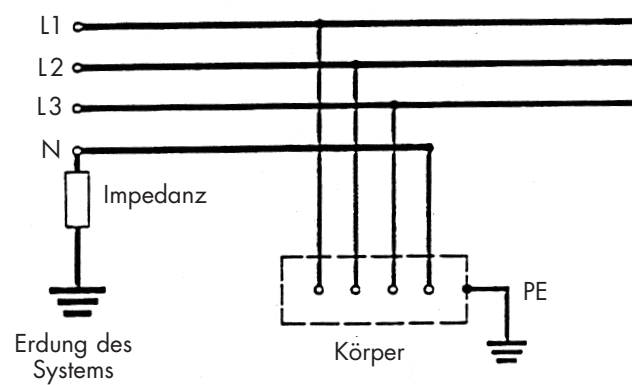 L1
L2
L3
N
Impedanz
PE
Erdung des
Systems
Körper